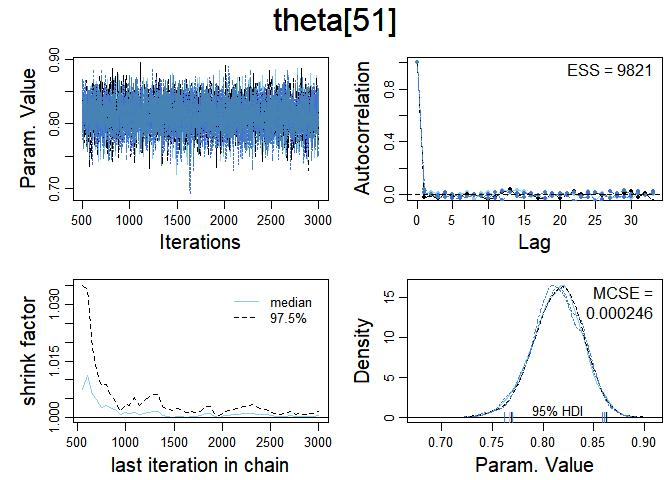 theta[51]
Param. Value
0.70 0.80 0.90
500 1000 1500 2000 2500 3000
Iterations
Autocorrelation
0.0 0.4 0.8
ESS = 9821
0 5 10 15 20 25 30
Lag
shrink factor
1.000 1.015 1.030
median
97.5%
500 1000 1500 2000 2500 3000
last iteration in chain
Density
0 5 10 15
MCSE =
0.000246
95% HDI
0.70 0.75 0.80 0.85 0.90
Param. Value